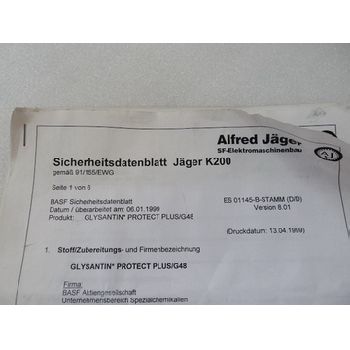 Alfred Jäger
SF-Elektromaschinenbau
Sicherheitsdatenblatt Jäger K200
gemäß 91/155/EWG
Seite 1 von 6
BASF Sicherheitsdatenblatt
ES 01145-B-STAMM (D/D)
Datum / überarbeitet am: 06.01.1999
Version 8.01
Produkt: GLYSANTIN* PROTECT PLUS/G48
(Druckdatum: 13.04.1999)
1. Stoff/Zubereitungs- und Firmenbezeichnung
GLYSANTIN* PROTECT PLUS/G48
Firma:
BASF Aktiengesellschaft
Unternehmensbereich Spezialchemikalien